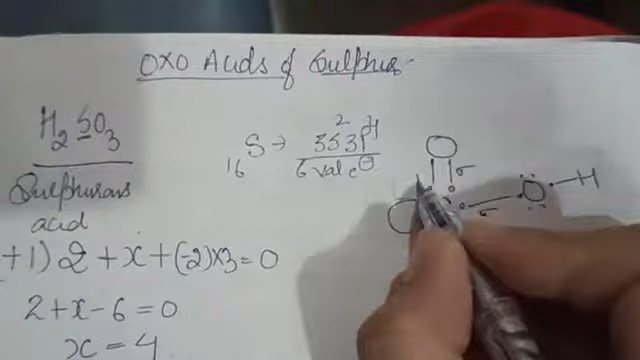 OXO Acids of Sulphur
H₂SO₃
Sulphurous acid
₁₆S → 3s² 3p⁴
6 val e⁻
(+1)2 + x + (-2)×3 = 0
2 + x - 6 = 0
x = 4
O
σ
O
σ
O - H